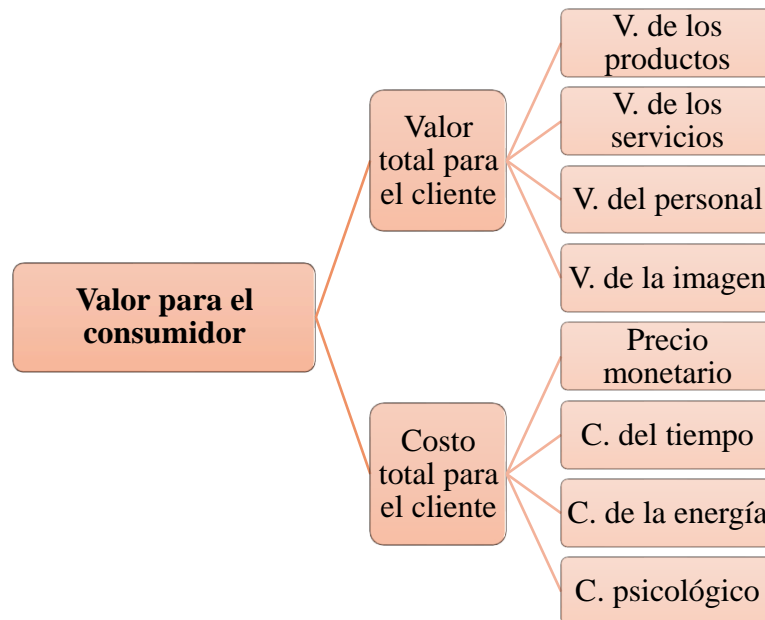 Valor para el
consumidor
Valor
total para
el cliente
V. de los
productos
V. de los
servicios
V. del personal
V. de la imagen
Costo
total para
el cliente
Precio
monetario
C. del tiempo
C. de la energía
C. psicológico